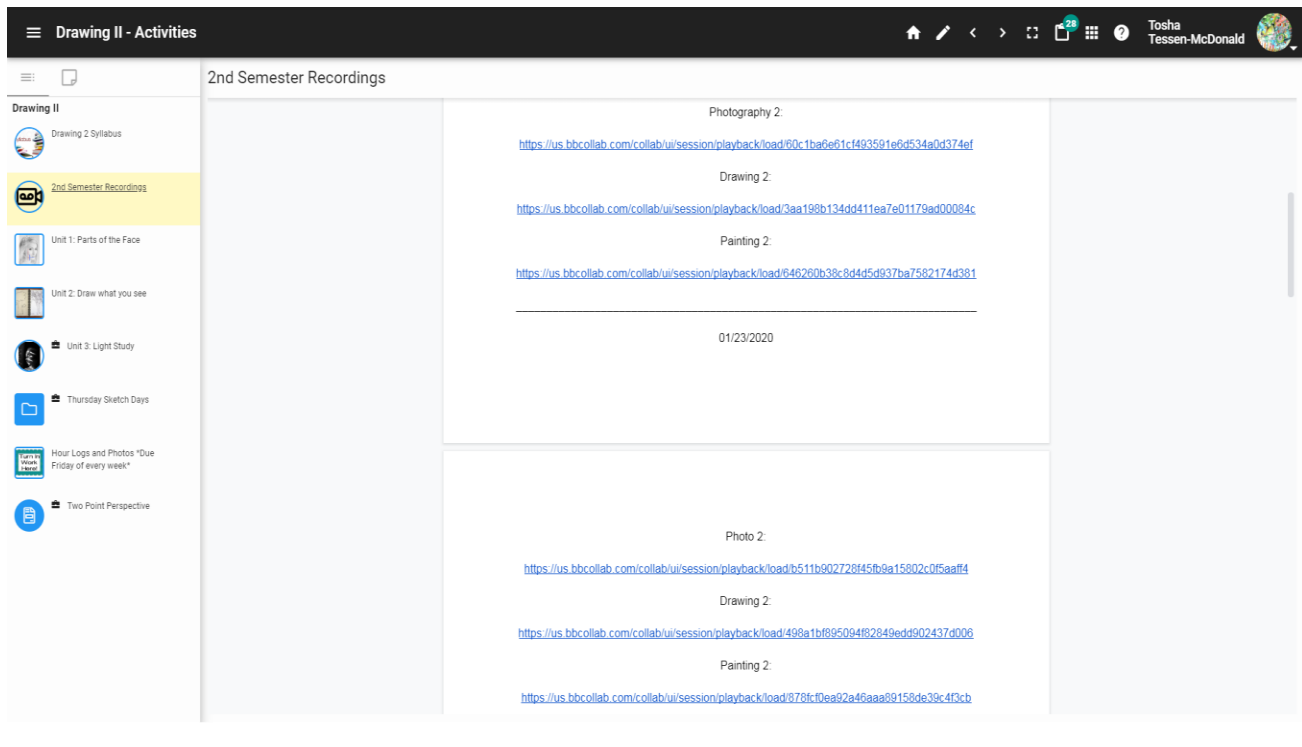 Drawing II - Activities
28
Tosha
Tessen-McDonald
2nd Semester Recordings
Drawing II
Drawing 2 Syllabus
2nd Semester Recordings
Unit 1: Parts of the Face
Unit 2: Draw what you see
Unit 3: Light Study
Thursday Sketch Days
Turn In
Work
Here!
Hour Logs and Photos *Due
Friday of every week*
Two Point Perspective
Photography 2:
https://us.bbcollab.com/collab/ui/session/playback/load/60c1ba6e61cf493591e6d534a0d374ef
Drawing 2:
https://us.bbcollab.com/collab/ui/session/playback/load/3aa198b134dd411ea7e01179ad00084c
Painting 2:
https://us.bbcollab.com/collab/ui/session/playback/load/646260b38c8d4d5d937ba7582174d381
01/23/2020
Photo 2:
https://us.bbcollab.com/collab/ui/session/playback/load/b511b902728f45fb9a15802c0f5aaff4
Drawing 2:
https://us.bbcollab.com/collab/ui/session/playback/load/498a1bf895094f82849edd902437d006
Painting 2:
https://us.bbcollab.com/collab/ui/session/playback/load/878fcf0ea92a46aaa89158de39c4f3cb